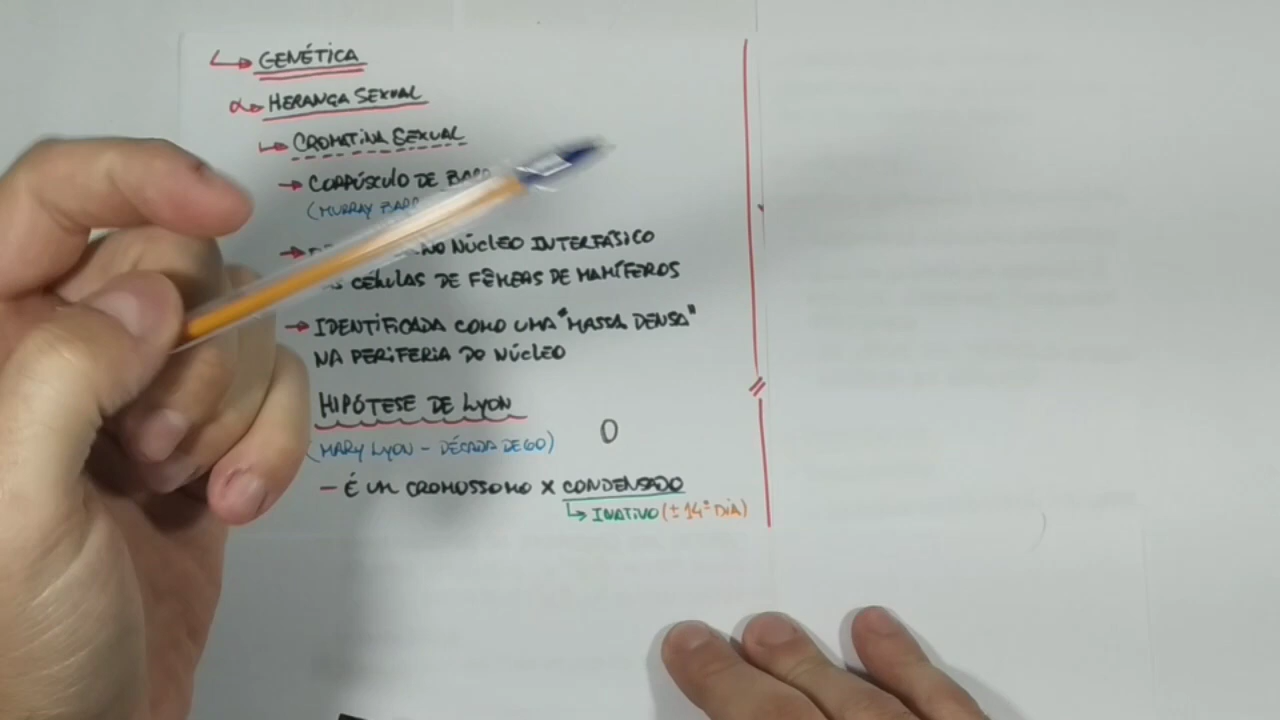 GENÉTICA
HERANÇA SEXUAL
CROMATINA SEXUAL
CORPÚSCULO DE
(MURRAY
NO NÚCLEO INTERFÁSICO
CÉLULAS DE FÊMEAS DE MAMÍFEROS
IDENTIFICADA COMO UMA "MASSA DENSA"
NA PERIFERIA DO NÚCLEO
HIPÓTESE DE LYON
(MARY LYON - DÉCADA DE 60)
- É UM CROMOSSOMO X CONDENSADO
INATIVO (± 14º DIA)